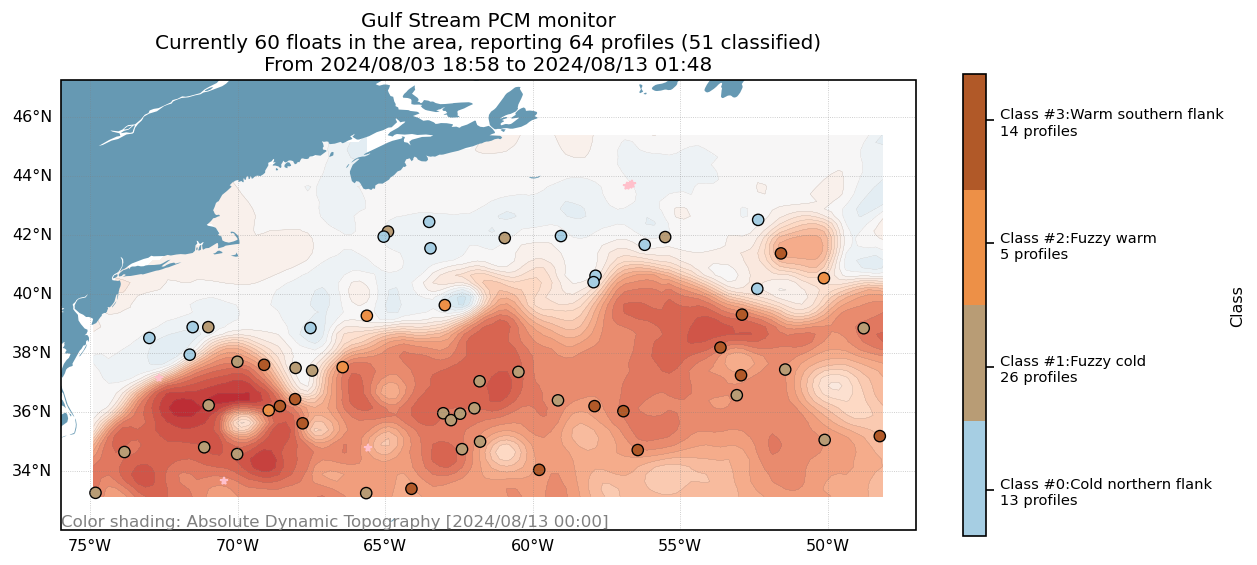 Gulf Stream PCM monitor
Currently 60 floats in the area, reporting 64 profiles (51 classified)
From 2024/08/03 18:58 to 2024/08/13 01:48
46°N
44°N
42°N
40°N
38°N
36°N
34°N
Color shading: Absolute Dynamic Topography [2024/08/13 00:00]
75°W
70°W
65°W
60°W
55°W
50°W
Class #3:Warm southern flank
14 profiles
Class #2:Fuzzy warm
5 profiles
Class #1:Fuzzy cold
26 profiles
Class #0:Cold northern flank
13 profiles
Class